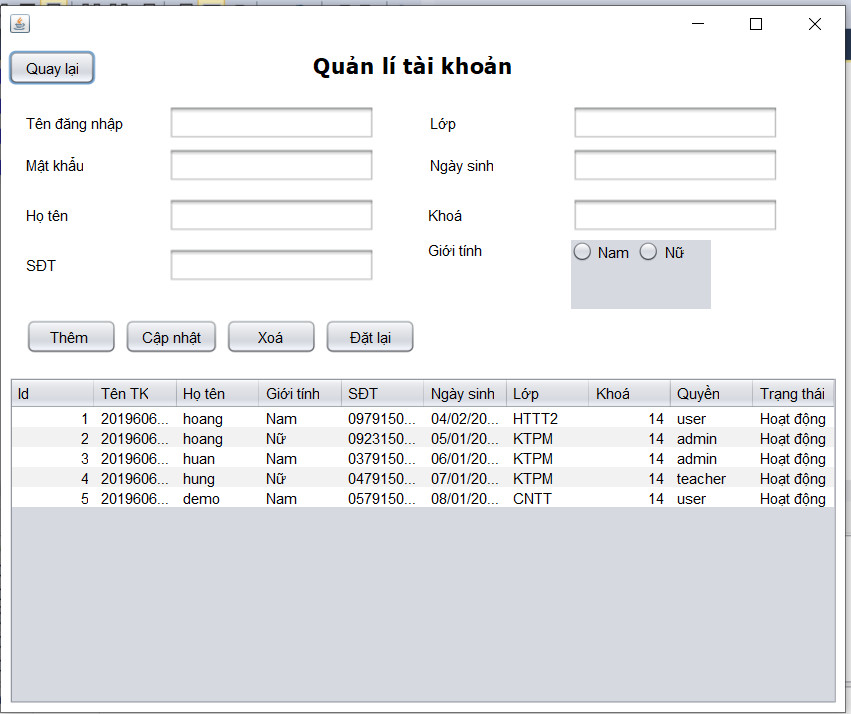 Quay lại
Quản lí tài khoản
Tên đăng nhập Lớp
Mật khẩu Ngày sinh
Họ tên Khoá
Giới tính Nam Nữ
SĐT
Thêm Cập nhật Xoá Đặt lại
Id Tên TK Họ tên Giới tính SĐT Ngày sinh Lớp Khoá Quyền Trạng thái
1 2019606... hoang Nam 0979150... 04/02/20... HTTT2 14 user Hoạt động
2 2019606... hoang Nữ 0923150... 05/01/20... KTPM 14 admin Hoạt động
3 2019606... huan Nam 0379150... 06/01/20... KTPM 14 admin Hoạt động
4 2019606... hung Nữ 0479150... 07/01/20... KTPM 14 teacher Hoạt động
5 2019606... demo Nam 0579150... 08/01/20... CNTT 14 user Hoạt động